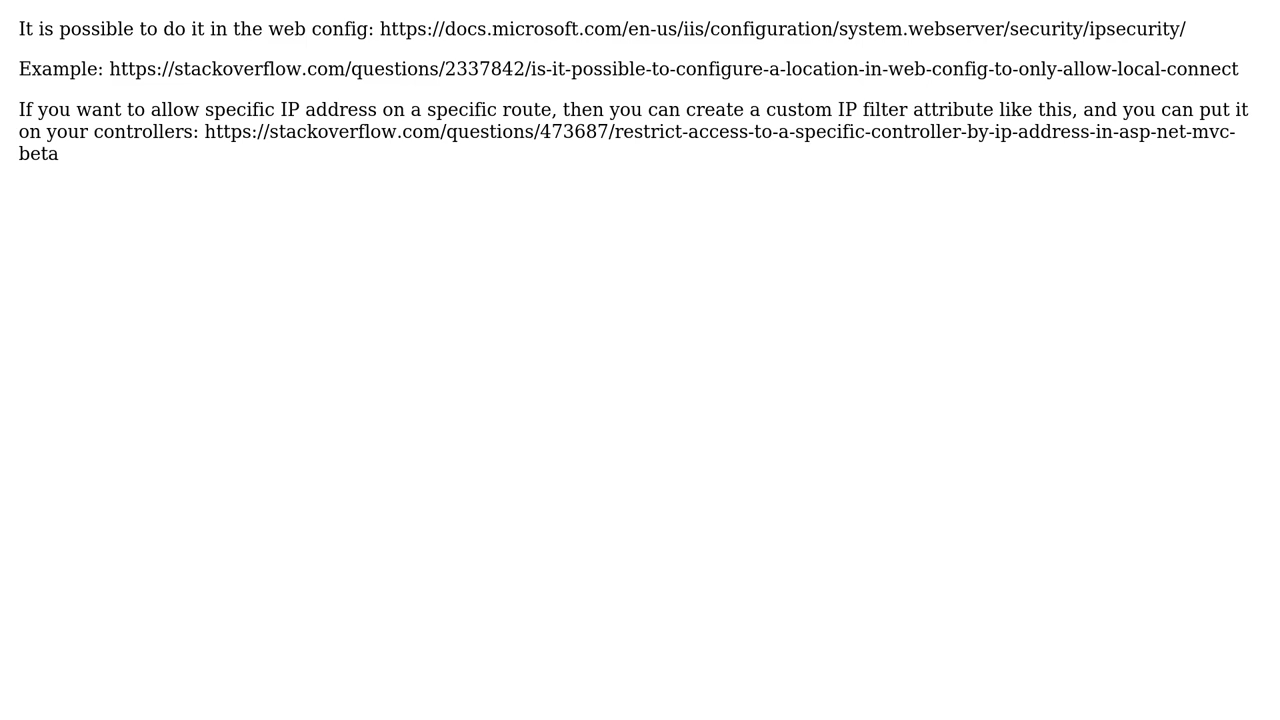 It is possible to do it in the web config: https://docs.microsoft.com/en-us/iis/configuration/system.webserver/security/ipsecurity/
Example: https://stackoverflow.com/questions/2337842/is-it-possible-to-configure-a-location-in-web-config-to-only-allow-local-connect
If you want to allow specific IP address on a specific route, then you can create a custom IP filter attribute like this, and you can put it
on your controllers: https://stackoverflow.com/questions/473687/restrict-access-to-a-specific-controller-by-ip-address-in-asp-net-mvc-
beta